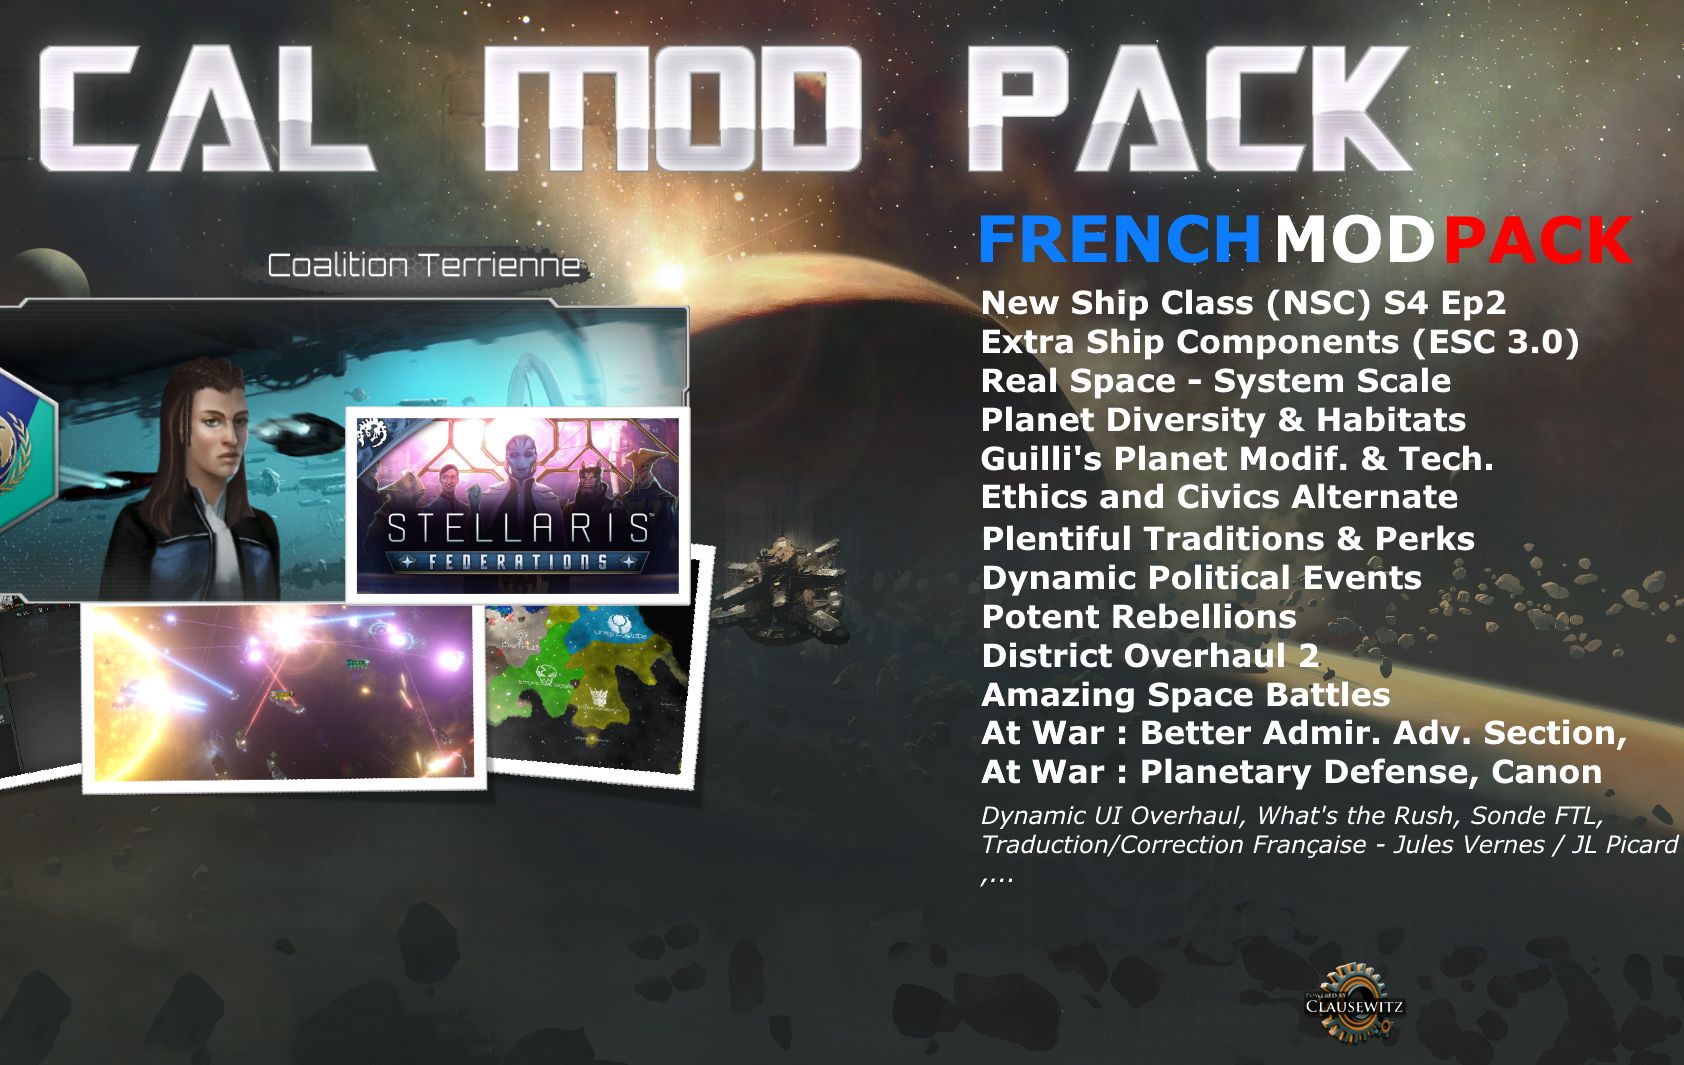 CAL MOD PACK
FRENCH MOD PACK
Coalition Terrienne
STELLARIS™
FEDERATIONS
New Ship Class (NSC) S4 Ep2
Extra Ship Components (ESC 3.0)
Real Space - System Scale
Planet Diversity & Habitats
Guilli's Planet Modif. & Tech.
Ethics and Civics Alternate
Plentiful Traditions & Perks
Dynamic Political Events
Potent Rebellions
District Overhaul 2
Amazing Space Battles
At War : Better Admir. Adv. Section,
At War : Planetary Defense, Canon
Dynamic UI Overhaul, What's the Rush, Sonde FTL,
Traduction/Correction Française - Jules Vernes / JL Picard
,...
POWERED BY
CLAUSEWITZ